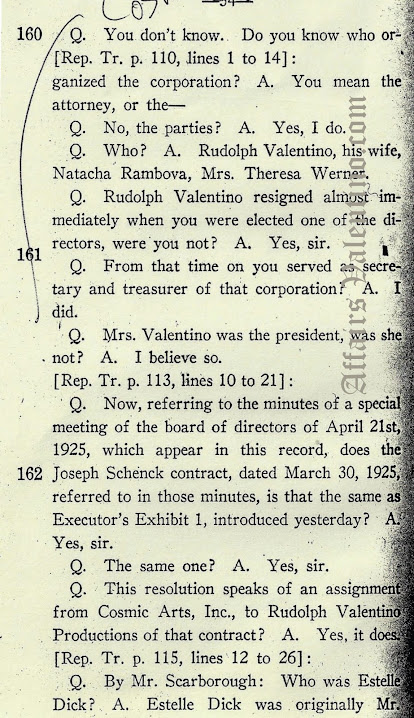 160 Q. You don't know. Do you know who or-
[Rep. Tr. p. 110, lines 1 to 14]:
ganized the corporation? A. You mean the
attorney, or the—
Q. No, the parties? A. Yes, I do.
Q. Who? A. Rudolph Valentino, his wife,
Natacha Rambova, Mrs. Theresa Werner.
Q. Rudolph Valentino resigned almost im-
mediately when you were elected one of the di-
161 rectors, were you not? A. Yes, sir.
Q. From that time on you served as secre-
tary and treasurer of that corporation? A. I
did.
Q. Mrs. Valentino was the president, was she
not? A. I believe so.
[Rep. Tr. p. 113, lines 10 to 21]:
Q. Now, referring to the minutes of a special
meeting of the board of directors of April 21st,
1925, which appear in this record, does the
162 Joseph Schenck contract, dated March 30, 1925,
referred to in those minutes, is that the same as
Executor's Exhibit 1, introduced yesterday? A.
Yes, sir.
Q. The same one? A. Yes, sir.
Q. This resolution speaks of an assignment
from Cosmic Arts, Inc., to Rudolph Valentino
Productions of that contract? A. Yes, it does.
[Rep. Tr. p. 115, lines 12 to 26]:
Q. By Mr. Scarborough: Who was Estelle
Dick? A. Estelle Dick was originally Mr.
Affairs Valentino.com